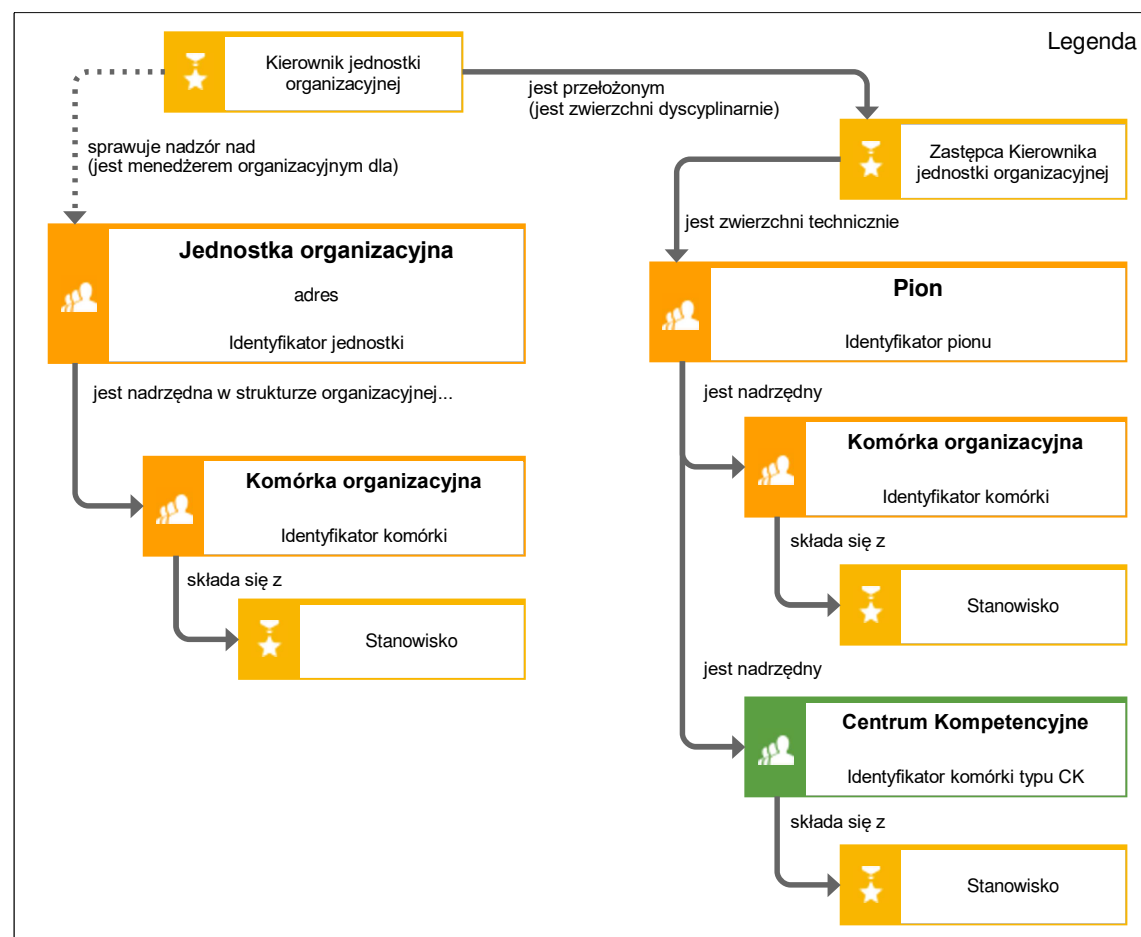 Legenda
Kierownik jednostki
organizacyjnej
jest przełożonym
(jest zwierzchni dyscyplinarnie)
sprawuje nadzór nad
(jest menedżerem organizacyjnym dla)
Zastępca Kierownika
jednostki organizacyjnej
jest zwierzchni technicznie
Jednostka organizacyjna
adres
Identyfikator jednostki
Pion
Identyfikator pionu
jest nadrzędna w strukturze organizacyjnej...
jest nadrzędny
Komórka organizacyjna
Identyfikator komórki
Komórka organizacyjna
Identyfikator komórki
składa się z
Stanowisko
składa się z
Stanowisko
jest nadrzędny
Centrum Kompetencyjne
Identyfikator komórki typu CK
składa się z
Stanowisko